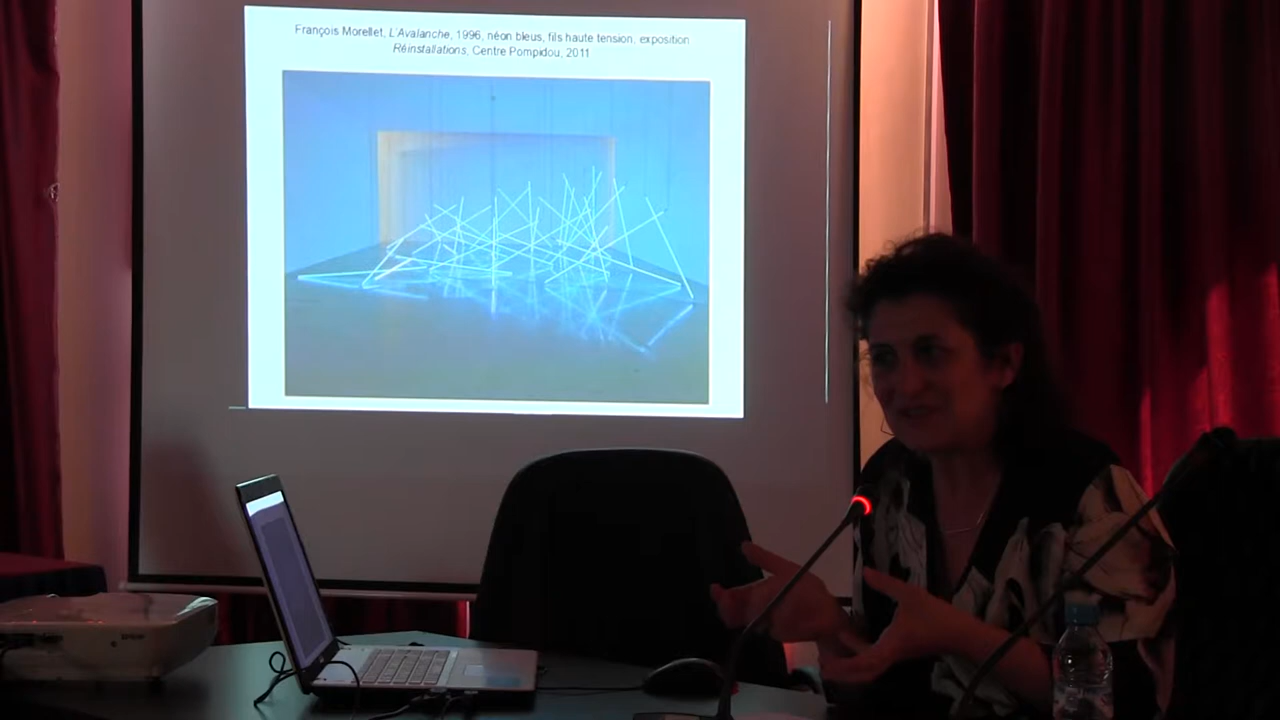 François Morellet, L'Avalanche, 1996, néon bleus, fils haute tension, exposition
Réinstallations, Centre Pompidou, 2011